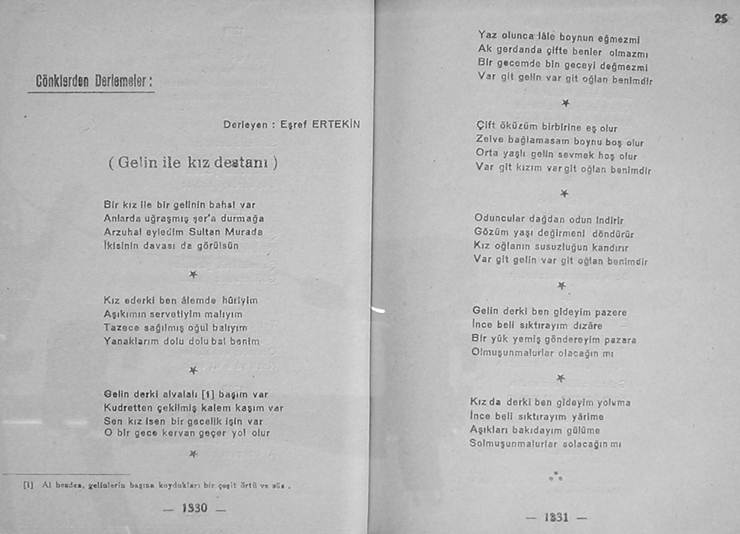 Cönklerden Derlemeler :
Derleyen : Eşref ERTEKİN
( Gelin ile kız destanı )
Bir kız ile bir gelinin bahsi var
Anlarda uğraşmış şer'a durmağa
Arzuhal eyledim Sultan Murada
İkisinin davası da görülsün
*
Kız ederki ben âlemde hûriyim
Aşıkımın servetiyim malıyım
Tazece sağılmış oğul balıyım
Yanaklarım dolu dolu bal benim
*
Gelin derki alvalalı [1] başım var
Kudretten çekilmiş kalem kaşım var
Sen kız isen bir gecelik işin var
O bir gece kervan geçer yol olur
*
[1] Al bezden, gelinlerin başına koydukları bir çeşit örtü ve süs .
— 1330 —
25
Yaz olunca lâle boynun eğmezmi
Ak gerdanda çifte benler olmazmı
Bir gecemde bin geceyi değmezmi
Var git gelin var git oğlan benimdir
*
Çift öküzüm birbirine eş olur
Zelve bağlamasam boynu boş olur
Orta yaşlı gelin sevmek hoş olur
Var git kızım var git oğlan benimdir
*
Oduncular dağdan odun indirir
Gözüm yaşı değirmeni döndürür
Kız oğlanın susuzluğun kandırır
Var git gelin var git oğlan benimdir
*
Gelin derki ben gideyim pazere
İnce beli sıktırayım dizâre
Bir yük yemiş göndereyim pazara
Olmuşunmalurlar olacağın mı
*
Kız da derki ben gideyim yoluma
İnce beli sıktırayım yârime
Aşıkları bakıdayım gülüme
Solmuşunmalurlar solacağın mı
— 1331 —